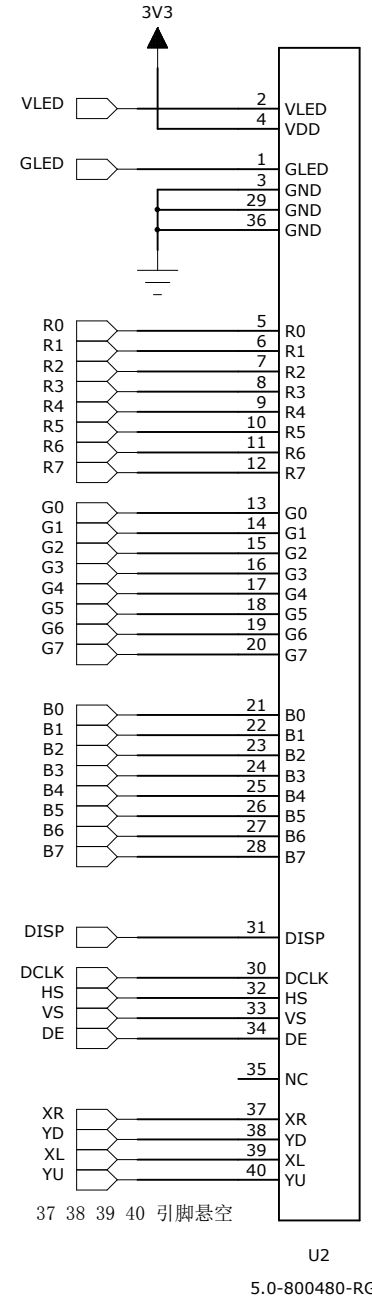 3V3
VLED 2 VLED
4 VDD
GLED 1 GLED
3 GND
29 GND
36 GND
R0 5 R0
R1 6 R1
R2 7 R2
R3 8 R3
R4 9 R4
R5 10 R5
R6 11 R6
R7 12 R7
G0 13 G0
G1 14 G1
G2 15 G2
G3 16 G3
G4 17 G4
G5 18 G5
G6 19 G6
G7 20 G7
B0 21 B0
B1 22 B1
B2 23 B2
B3 24 B3
B4 25 B4
B5 26 B5
B6 27 B6
B7 28 B7
DISP 31 DISP
DCLK 30 DCLK
HS 32 HS
VS 33 VS
DE 34 DE
35 NC
XR 37 XR
YD 38 YD
XL 39 XL
YU 40 YU
37 38 39 40 引脚悬空
U2
5.0-800480-RG